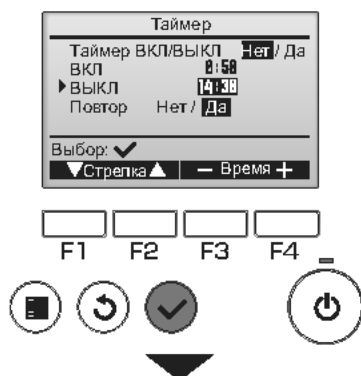 Таймер
Таймер ВКЛ/ВЫКЛ Нет / Да
ВКЛ 8:50
ВЫКЛ 14:30
Повтор Нет / Да
Выбор:
Стрелка − Время +
F1 F2 F3 F4